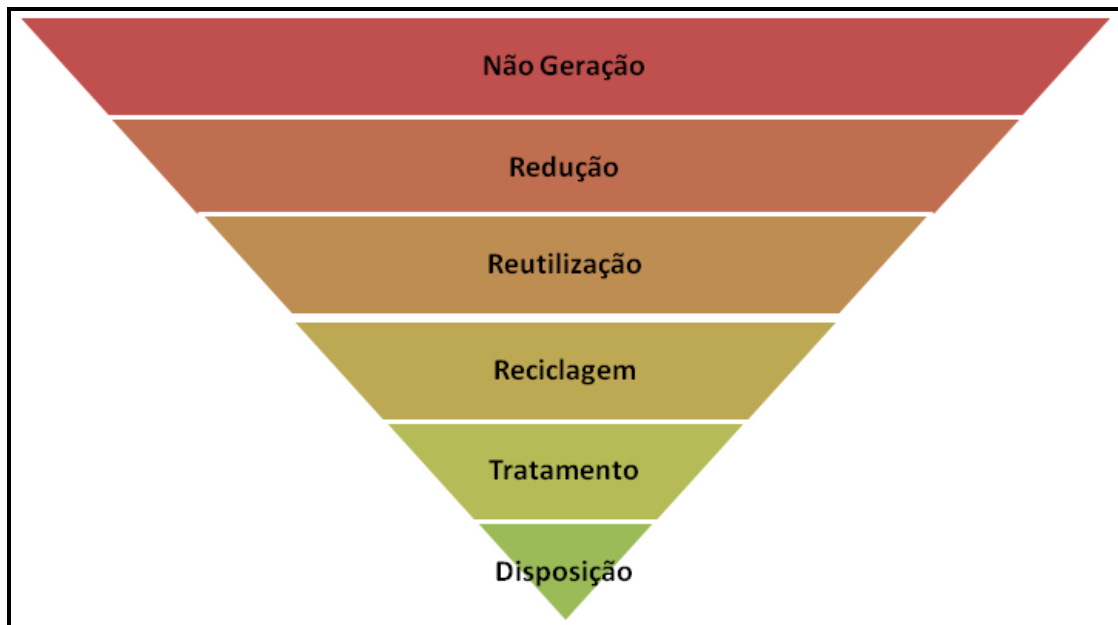 Não Geração
Redução
Reutilização
Reciclagem
Tratamento
Disposição